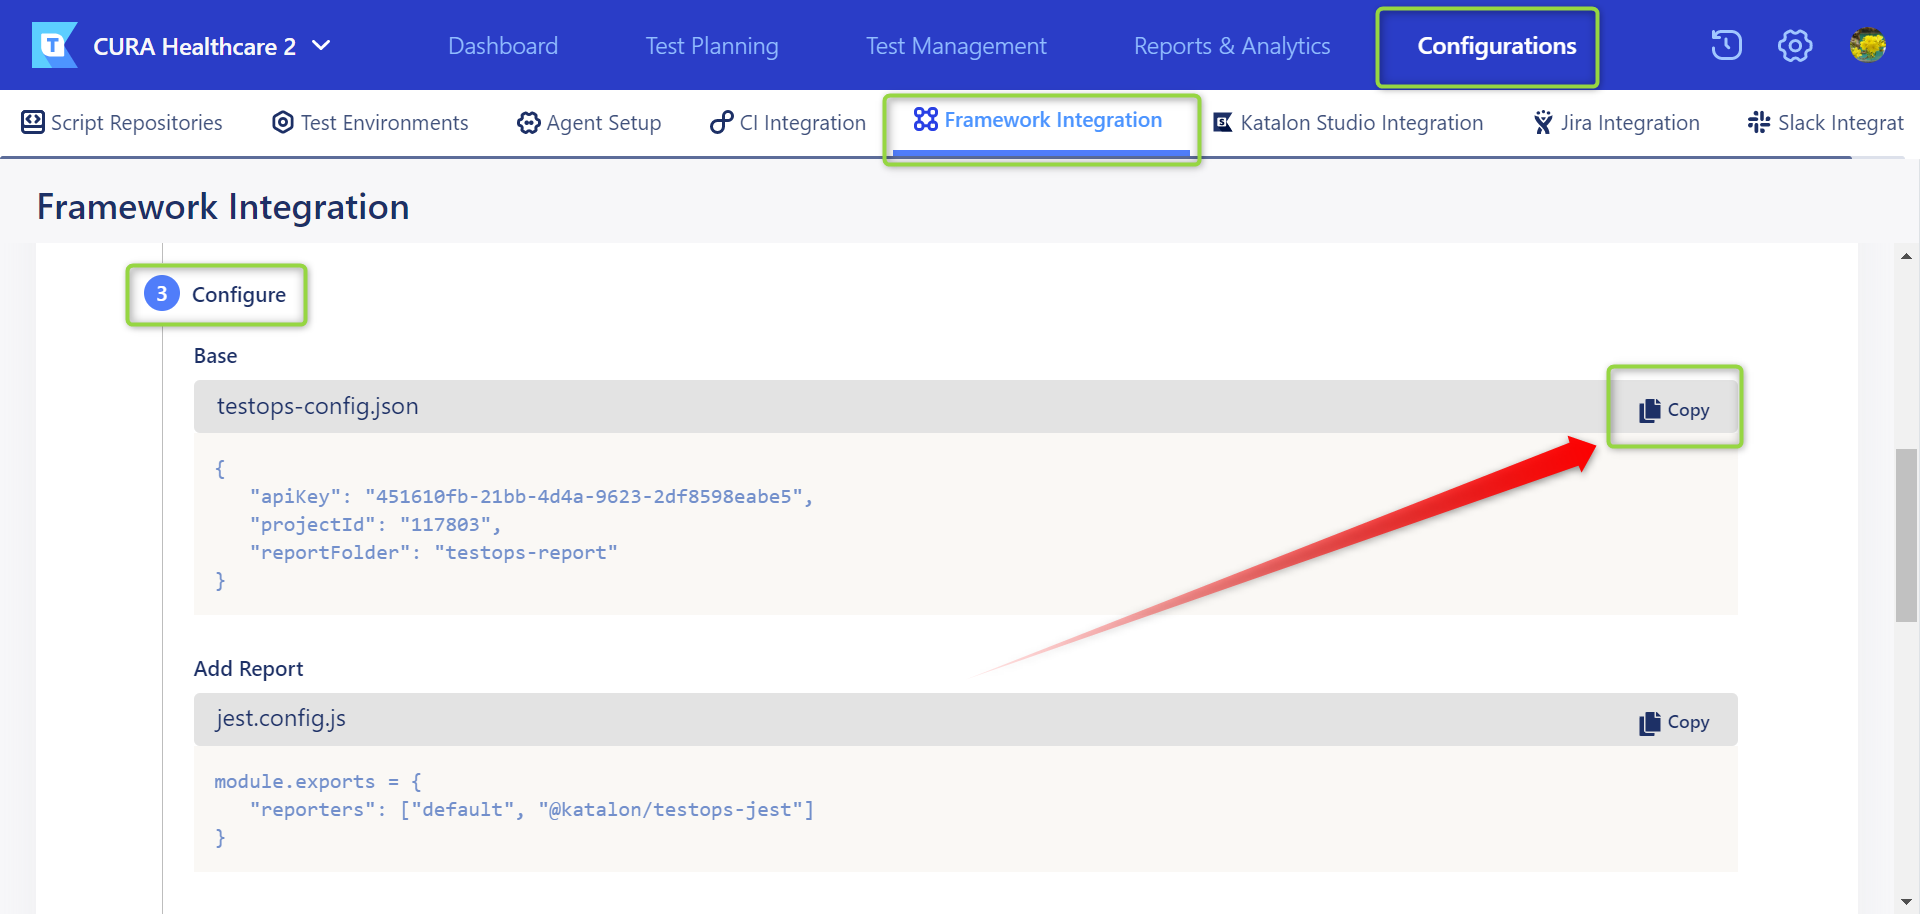 T CURA Healthcare 2
Dashboard
Test Planning
Test Management
Reports & Analytics
Configurations
Script Repositories
Test Environments
Agent Setup
CI Integration
Framework Integration
Katalon Studio Integration
Jira Integration
Slack Integrat
Framework Integration
3 Configure
Base
testops-config.json
Copy
{
"apiKey": "451610fb-21bb-4d4a-9623-2df8598eabe5",
"projectId": "117803",
"reportFolder": "testops-report"
}
Add Report
jest.config.js
Copy
module.exports = {
"reporters": ["default", "@katalon/testops-jest"]
}